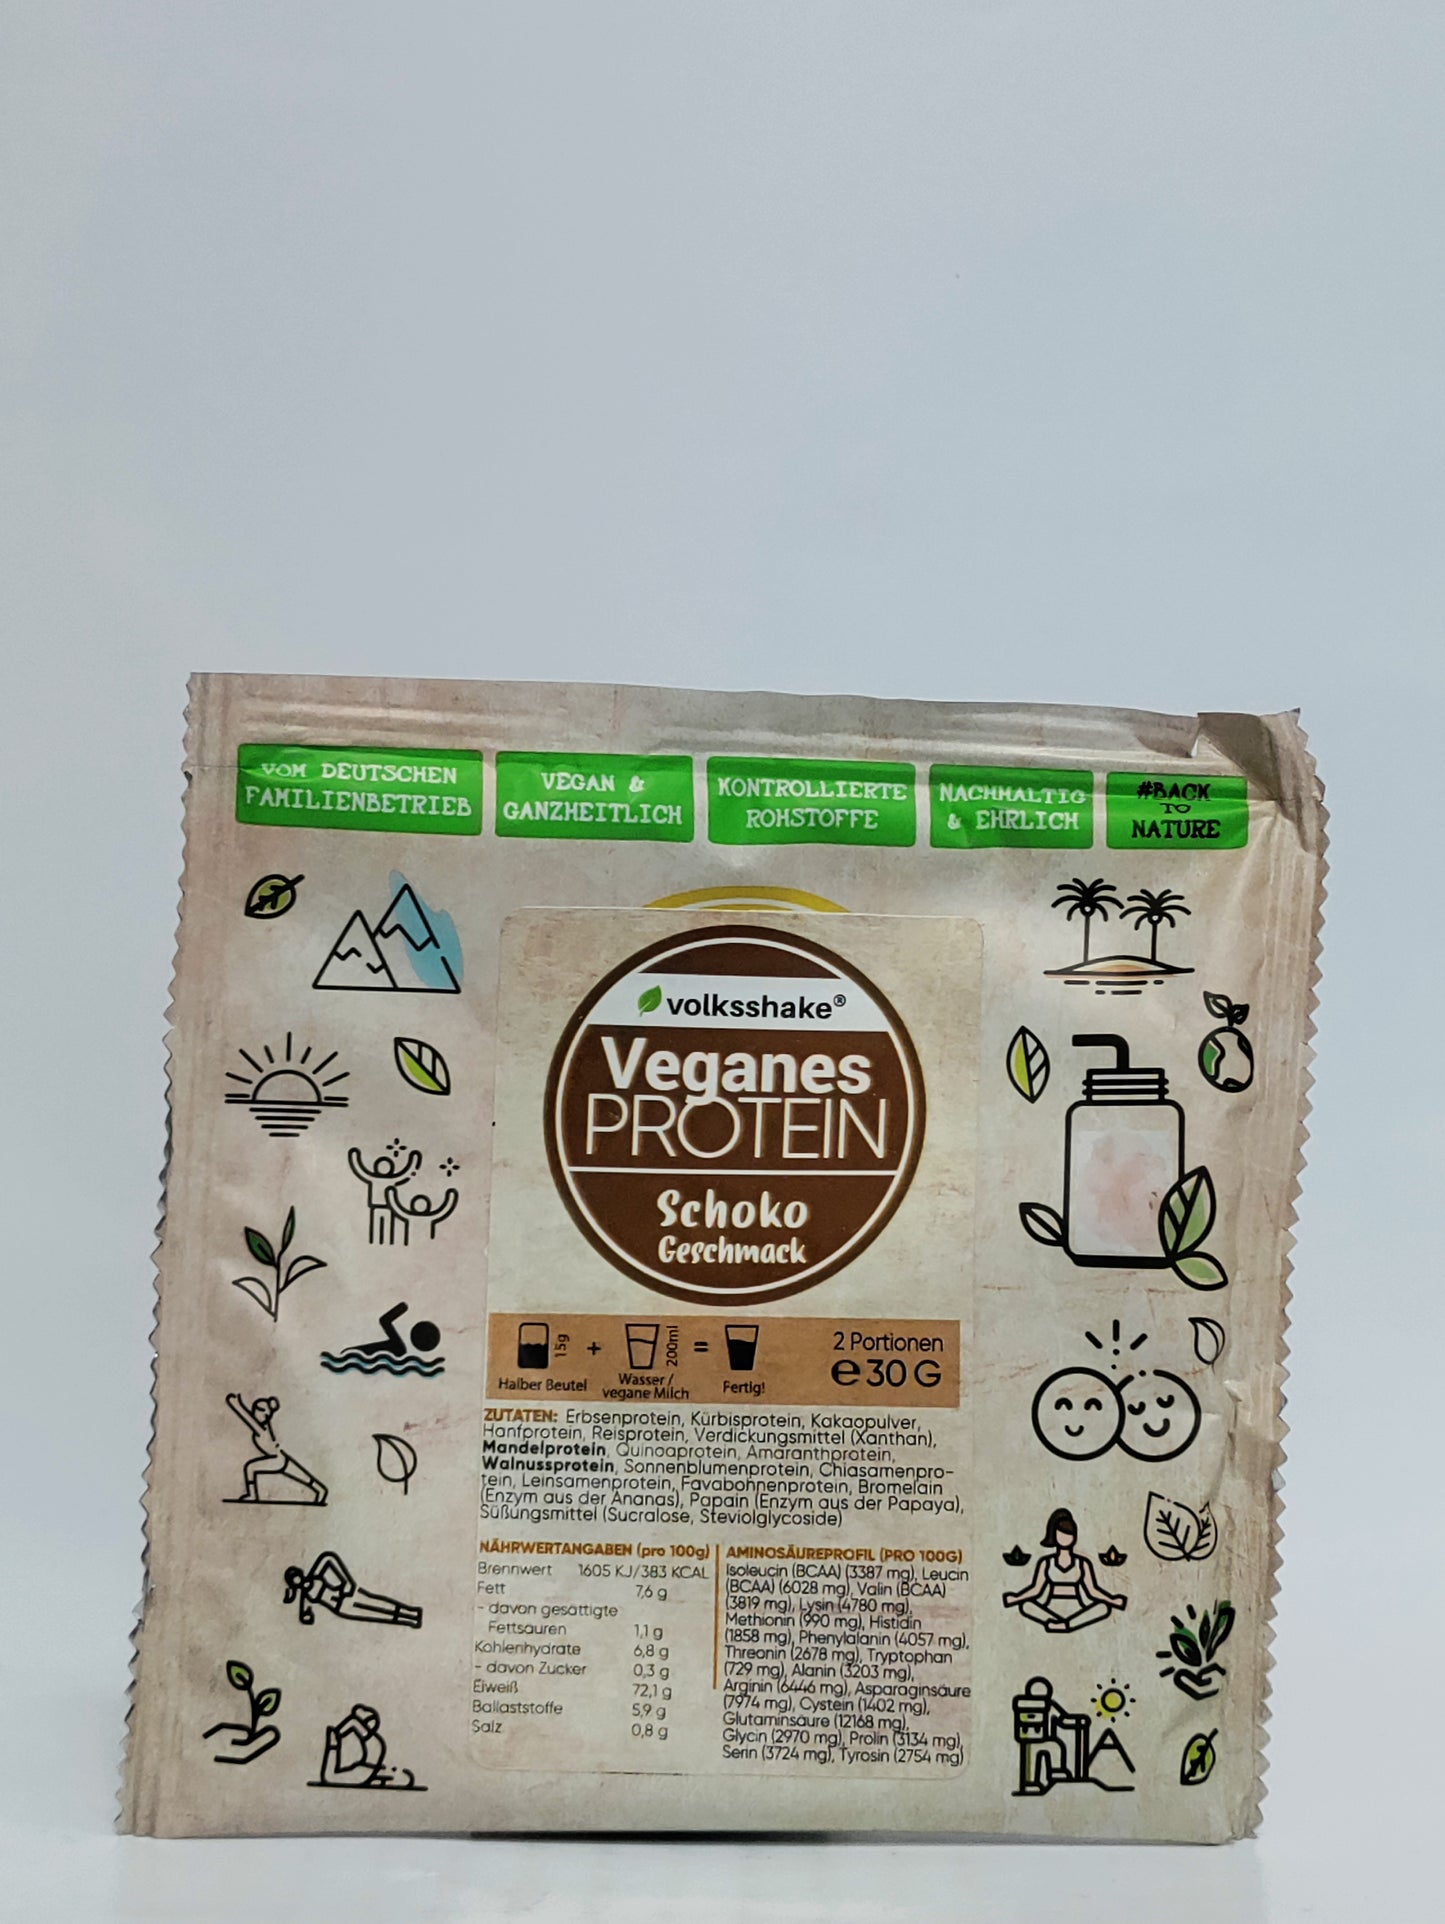 VOM DEUTSCHEN
FAMILIENBETRIEB
VEGAN &
GANZHEITLICH
KONTROLLIERTE
ROHSTOFFE
NACHHALTIG
& EHRLICH
#BACK
TO
NATURE
volksshake®
Veganes
PROTEIN
Schoko
Geschmack
15g
+
200ml
=
Halber Beutel
Wasser /
vegane Milch
Fertig!
2 Portionen
℮ 30 G
ZUTATEN: Erbsenprotein, Kürbisprotein, Kakaopulver,
Hanfprotein, Reisprotein, Verdickungsmittel (Xanthan),
Mandelprotein, Quinoaprotein, Amaranthprotein,
Walnussprotein, Sonnenblumenprotein, Chiasamenpro-
tein, Leinsamenprotein, Favabohnenprotein, Bromelain
(Enzym aus der Ananas), Papain (Enzym aus der Papaya),
Süßungsmittel (Sucralose, Steviolglycoside)
NÄHRWERTANGABEN (pro 100g)
Brennwert 1605 KJ/383 KCAL
Fett 7,6 g
- davon gesättigte
Fettsäuren 1,1 g
Kohlenhydrate 6,8 g
- davon Zucker 0,3 g
Eiweiß 72,1 g
Ballaststoffe 5,9 g
Salz 0,8 g
AMINOSÄUREPROFIL (PRO 100G)
Isoleucin (BCAA) (3387 mg), Leucin
(BCAA) (6028 mg), Valin (BCAA)
(3819 mg), Lysin (4780 mg),
Methionin (990 mg), Histidin
(1858 mg), Phenylalanin (4057 mg),
Threonin (2678 mg), Tryptophan
(729 mg), Alanin (3203 mg),
Arginin (6446 mg), Asparaginsäure
(7974 mg), Cystein (1402 mg),
Glutaminsäure (12168 mg),
Glycin (2970 mg), Prolin (3134 mg),
Serin (3724 mg), Tyrosin (2754 mg)